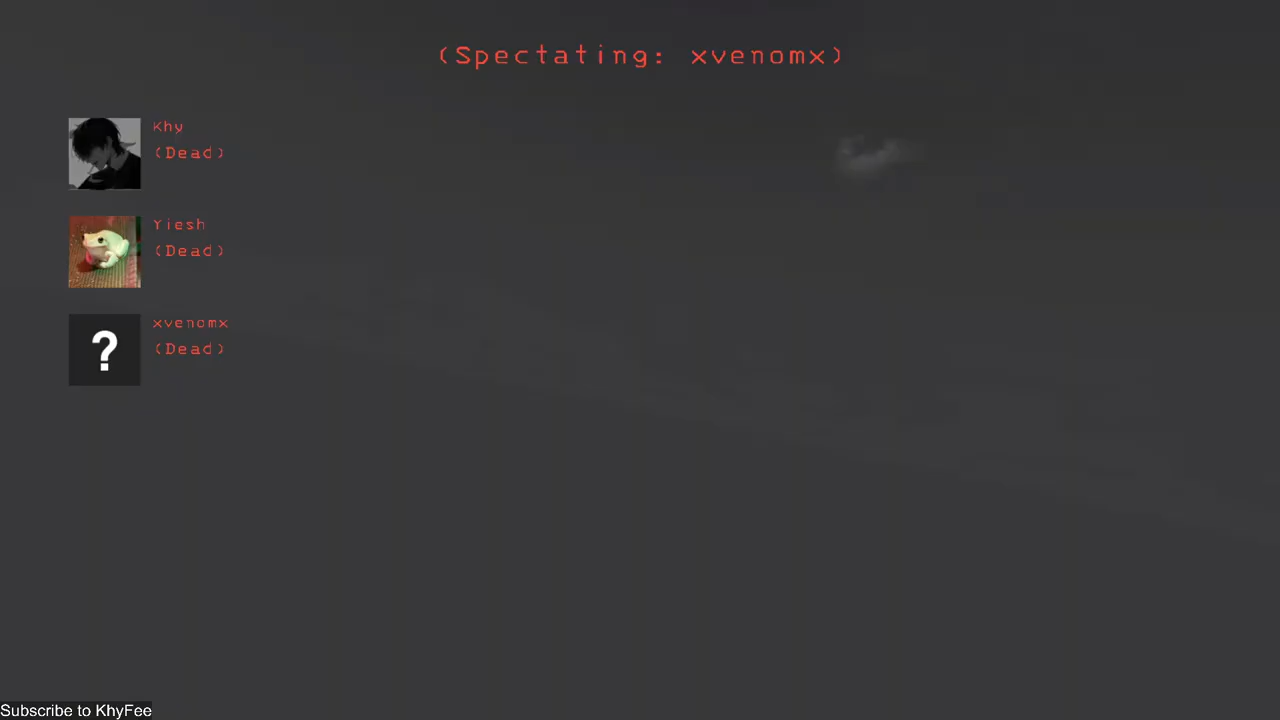 (Spectating: xvenomx)
Khy
(Dead)
Yiesh
(Dead)
xvenomx
(Dead)
?
Subscribe to KhyFee